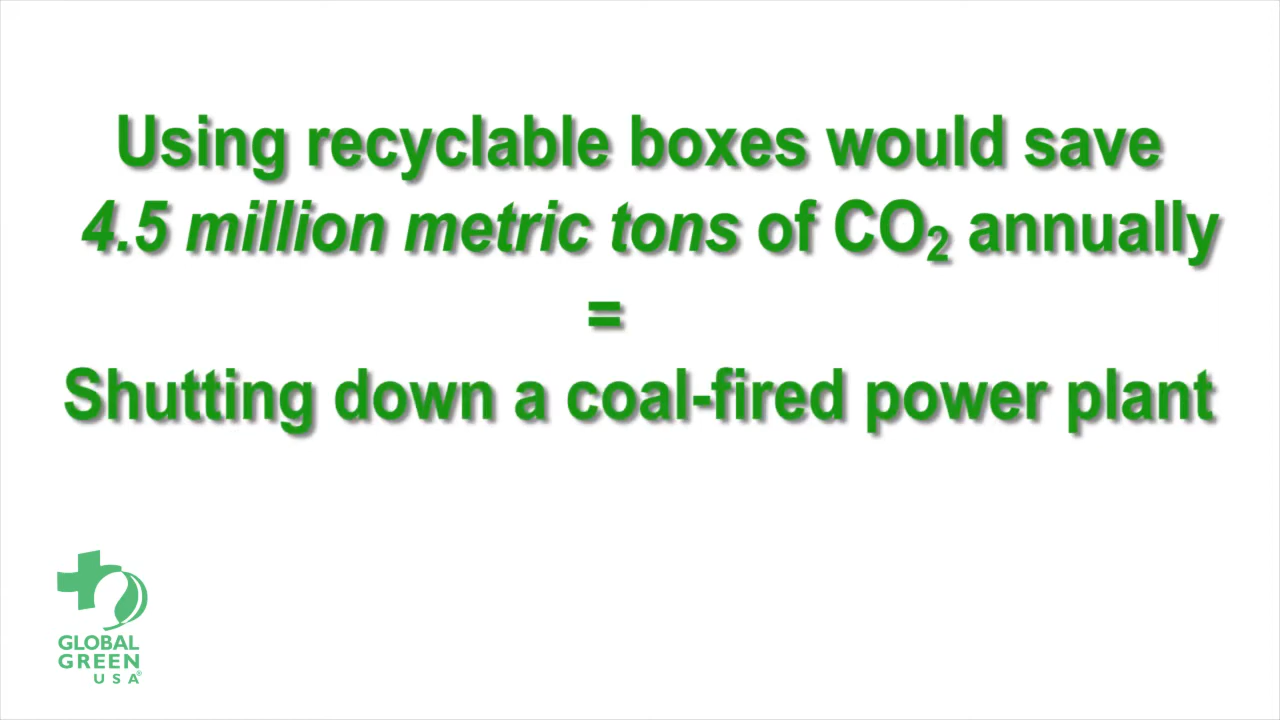 Using recyclable boxes would save
4.5 million metric tons of CO₂ annually
=
Shutting down a coal-fired power plant
GLOBAL
GREEN
USA®